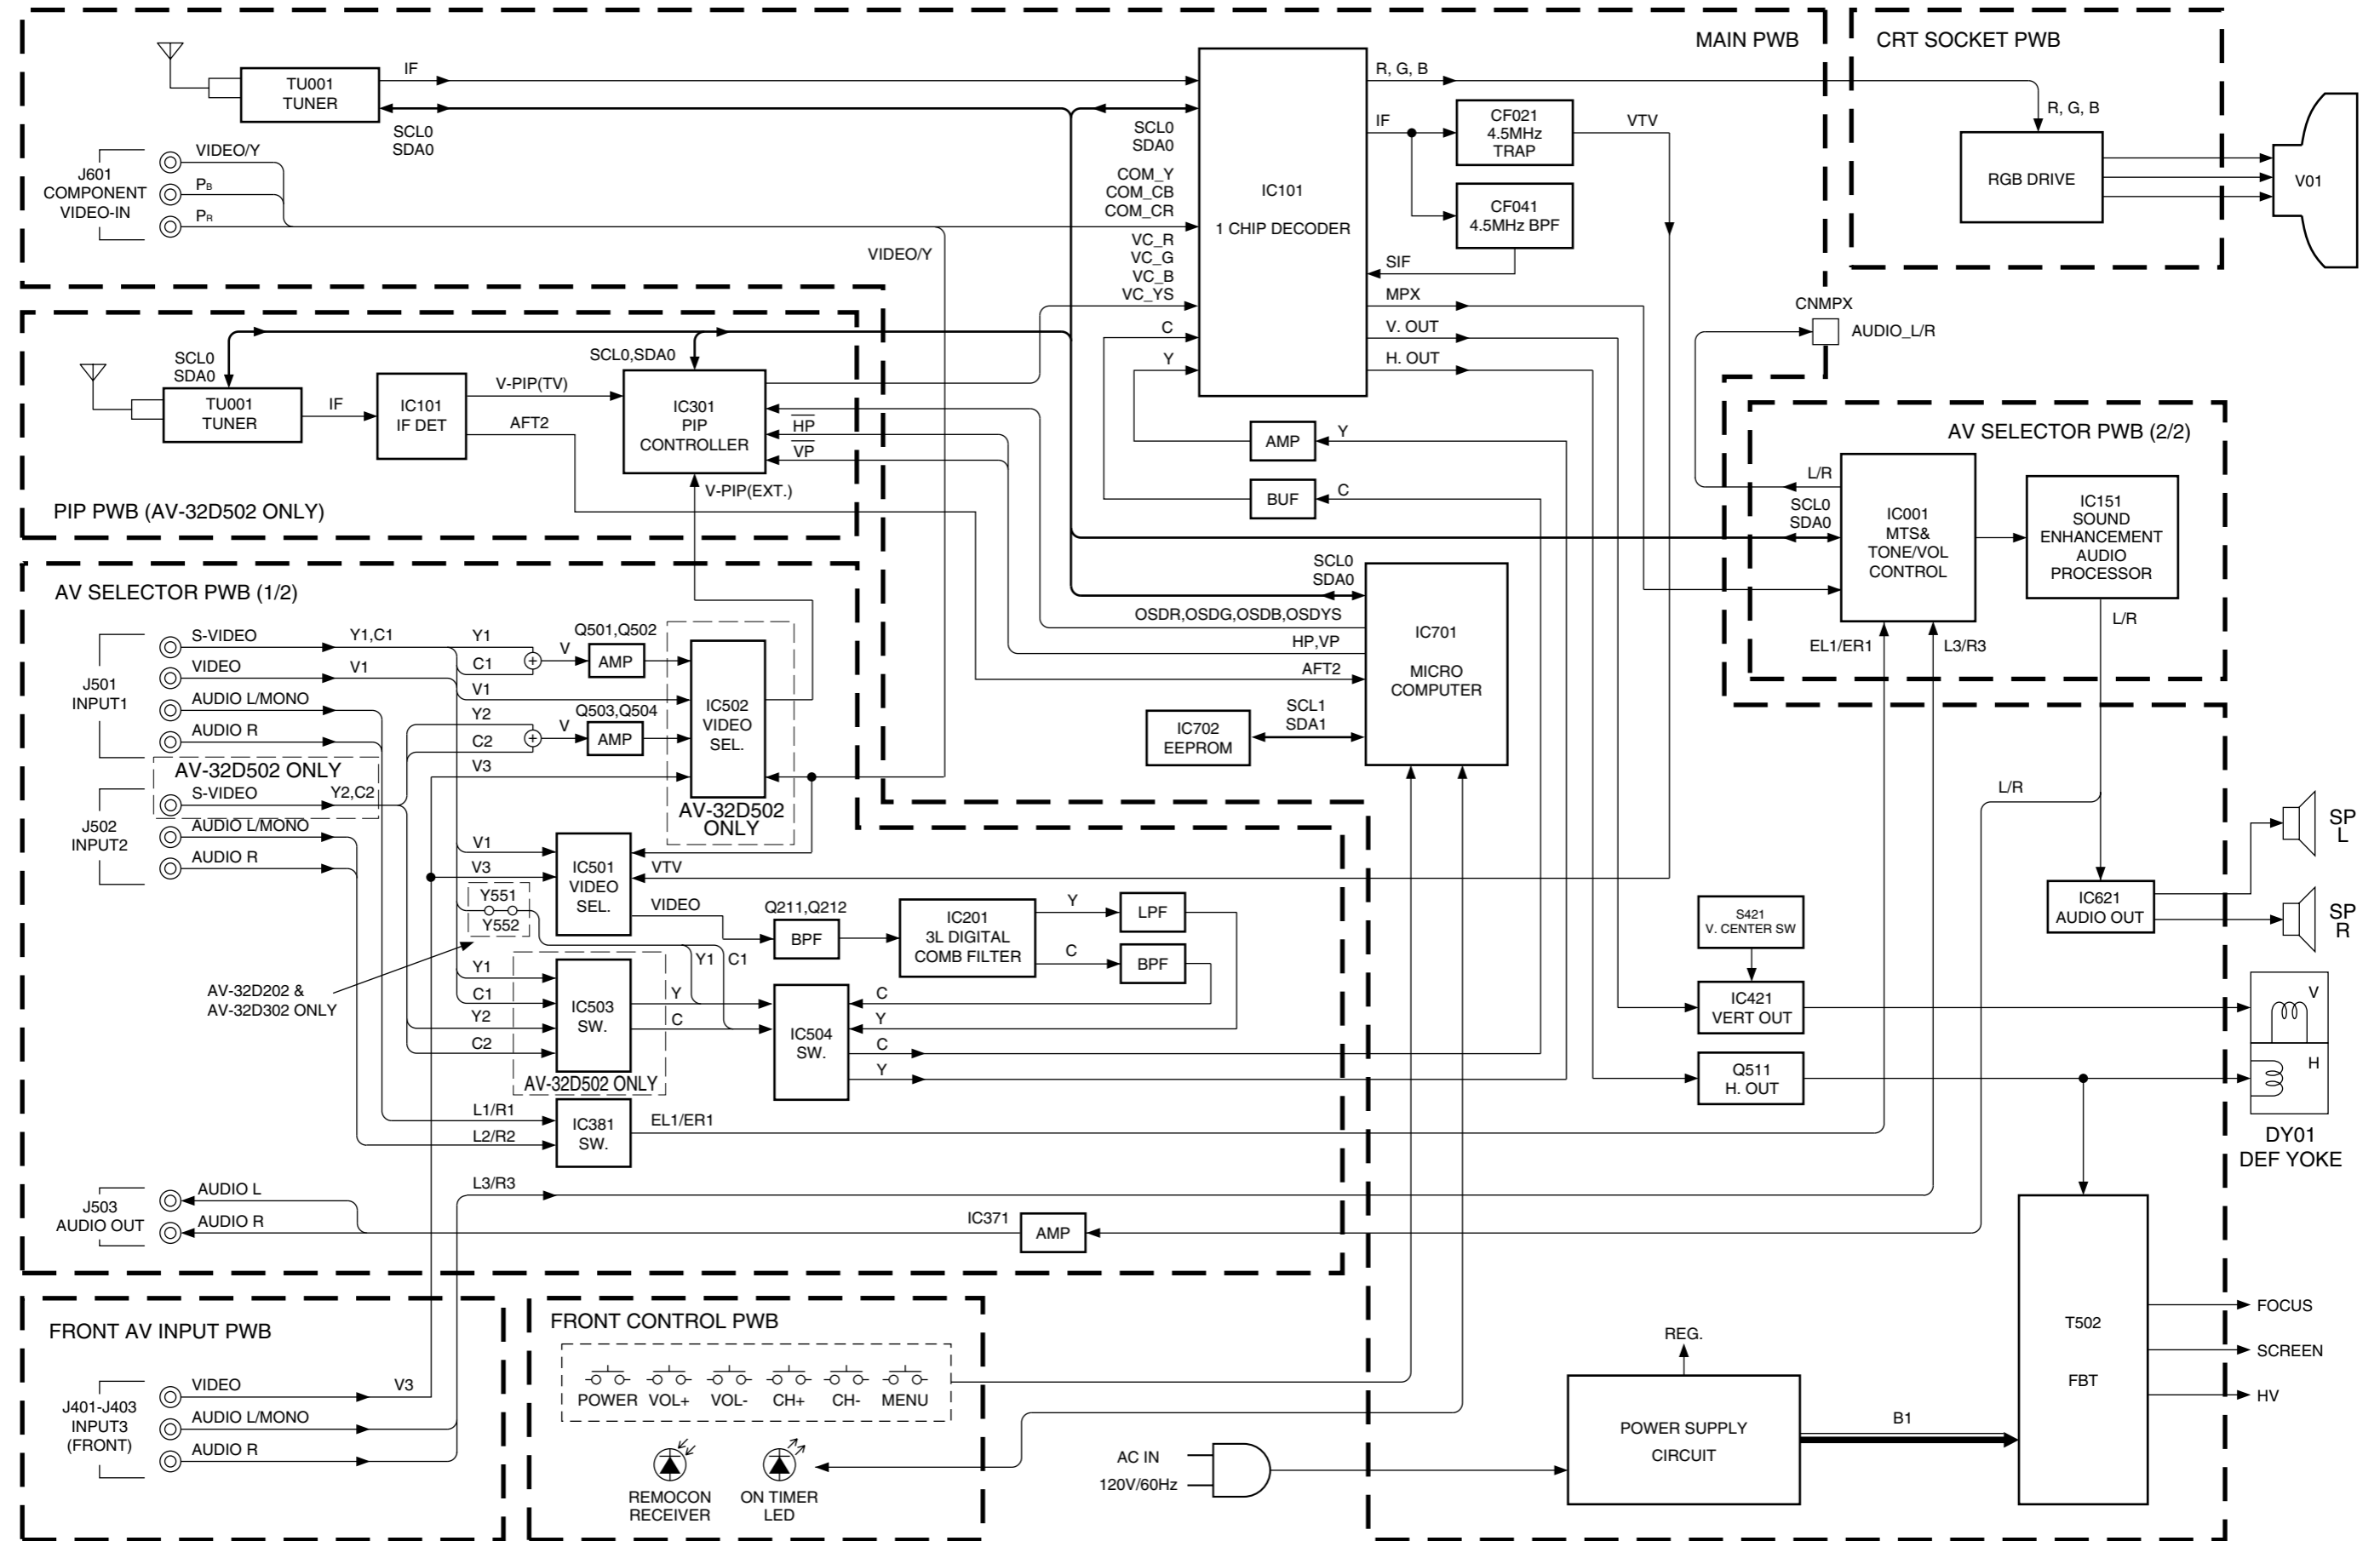 MAIN PWB
CRT SOCKET PWB
TU001
TUNER
IF
SCL0
SDA0
SCL0
SDA0
J601
COMPONENT
VIDEO-IN
VIDEO/Y
PB
PR
COM_Y
COM_CB
COM_CR
VC_R
VC_G
VC_B
VC_YS
C
Y
VIDEO/Y
IC101
1 CHIP DECODER
R, G, B
IF
CF021
4.5MHz
TRAP
VTV
CF041
4.5MHz BPF
SIF
MPX
V. OUT
H. OUT
R, G, B
RGB DRIVE
V01
CNMPX
AUDIO_L/R
SCL0
SDA0
TU001
TUNER
IF
IC101
IF DET
V-PIP(TV)
AFT2
SCL0,SDA0
IC301
PIP
CONTROLLER
HP
VP
V-PIP(EXT.)
PIP PWB (AV-32D502 ONLY)
AMP
Y
BUF
C
AV SELECTOR PWB (2/2)
L/R
SCL0
SDA0
IC001
MTS&
TONE/VOL
CONTROL
IC151
SOUND
ENHANCEMENT
AUDIO
PROCESSOR
L/R
EL1/ER1
L3/R3
AV SELECTOR PWB (1/2)
J501
INPUT1
S-VIDEO
VIDEO
AUDIO L/MONO
AUDIO R
Y1,C1
V1
Y1
C1
V1
Y2
C2
V3
V
Q501,Q502
AMP
V
Q503,Q504
AMP
IC502
VIDEO
SEL.
AV-32D502
ONLY
AV-32D502 ONLY
S-VIDEO
Y2,C2
J502
INPUT2
AUDIO L/MONO
AUDIO R
SCL0
SDA0
OSDR,OSDG,OSDB,OSDYS
HP,VP
AFT2
IC701
MICRO
COMPUTER
IC702
EEPROM
SCL1
SDA1
V1
V3
IC501
VIDEO
SEL.
VTV
VIDEO
Y551
Y552
AV-32D202 &
AV-32D302 ONLY
Q211,Q212
BPF
IC201
3L DIGITAL
COMB FILTER
Y
C
LPF
BPF
Y1
C1
Y1
C1
Y2
C2
IC503
SW.
Y
C
AV-32D502 ONLY
IC504
SW.
C
Y
C
Y
L1/R1
L2/R2
IC381
SW.
EL1/ER1
J503
AUDIO OUT
AUDIO L
AUDIO R
L3/R3
IC371
AMP
L/R
SP
L
SP
R
IC621
AUDIO OUT
S421
V. CENTER SW
IC421
VERT OUT
Q511
H. OUT
V
H
DY01
DEF YOKE
FRONT AV INPUT PWB
J401-J403
INPUT3
(FRONT)
VIDEO
V3
AUDIO L/MONO
AUDIO R
FRONT CONTROL PWB
POWER
VOL+
VOL-
CH+
CH-
MENU
REMOCON
RECEIVER
ON TIMER
LED
AC IN
120V/60Hz
REG.
POWER SUPPLY
CIRCUIT
B1
T502
FBT
FOCUS
SCREEN
HV